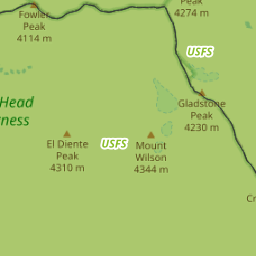 Fowler
Peak
4114 m
Peak
4274 m
USFS
Gladstone
Peak
4230 m
Head
ness
El Diente
Peak
4310 m
USFS
Mount
Wilson
4344 m
Cr